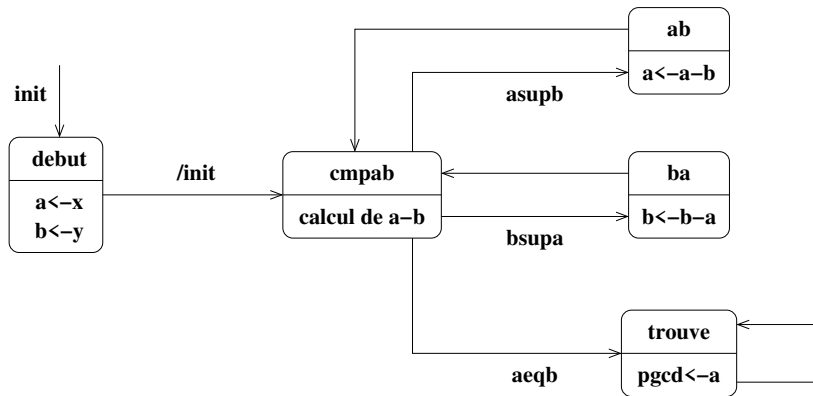 ab
a<-a-b
asupb
init
debut
a<-x
b<-y
/init
cmpab
calcul de a-b
ba
b<-b-a
bsupa
trouve
pgcd<-a
aeqb